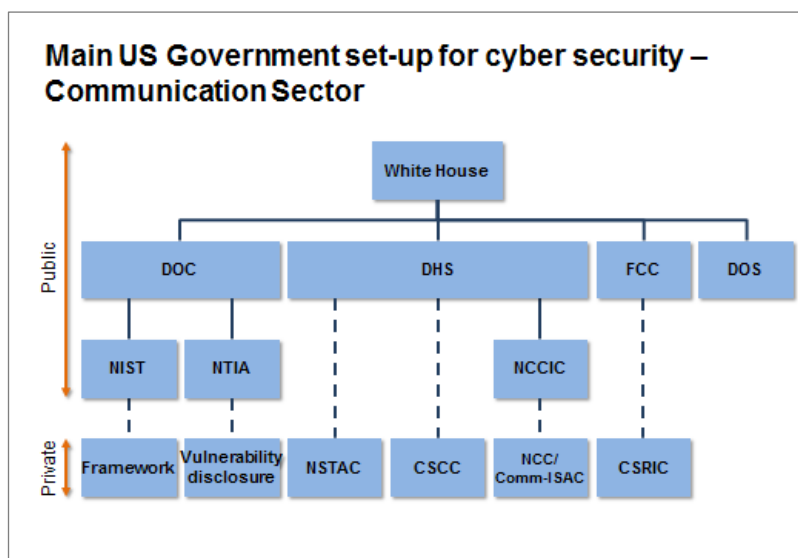 Main US Government set-up for cyber security –
Communication Sector
White House
Public
DOC
DHS
FCC
DOS
NIST
NTIA
NCCIC
Private
Framework
Vulnerability
disclosure
NSTAC
CSCC
NCC/
Comm-ISAC
CSRIC